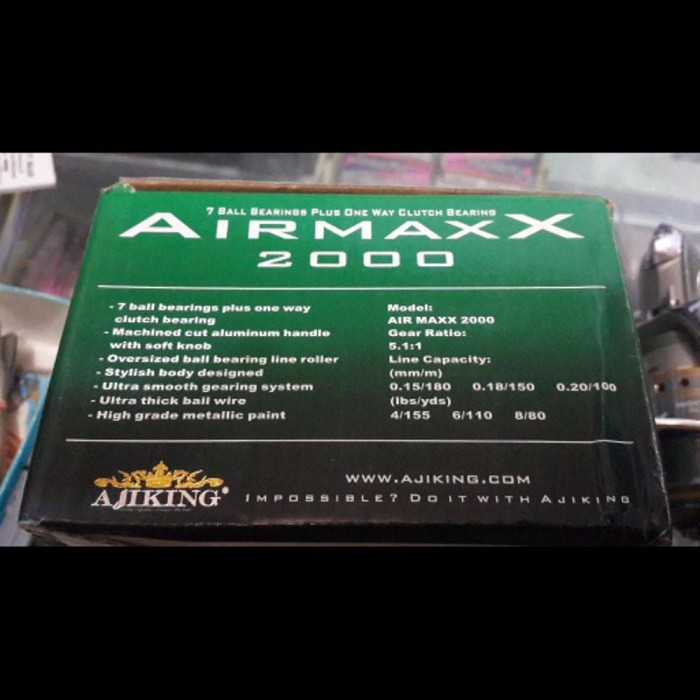 7 BALL BEARINGS PLUS ONE WAY CLUTCH BEARING
AIRMAXX
2000
- 7 ball bearings plus one way
clutch bearing
- Machined cut aluminum handle
with soft knob
- Oversized ball bearing line roller
- Stylish body designed
- Ultra smooth gearing system
- Ultra thick bail wire
- High grade metallic paint
Model:
AIR MAXX 2000
Gear Ratio:
5.1:1
Line Capacity:
(mm/m)
0.15/180 0.18/150 0.20/100
(lbs/yds)
4/155 6/110 8/80
AJIKING®
WWW.AJIKING.COM
IMPOSSIBLE? DO IT WITH AJIKING